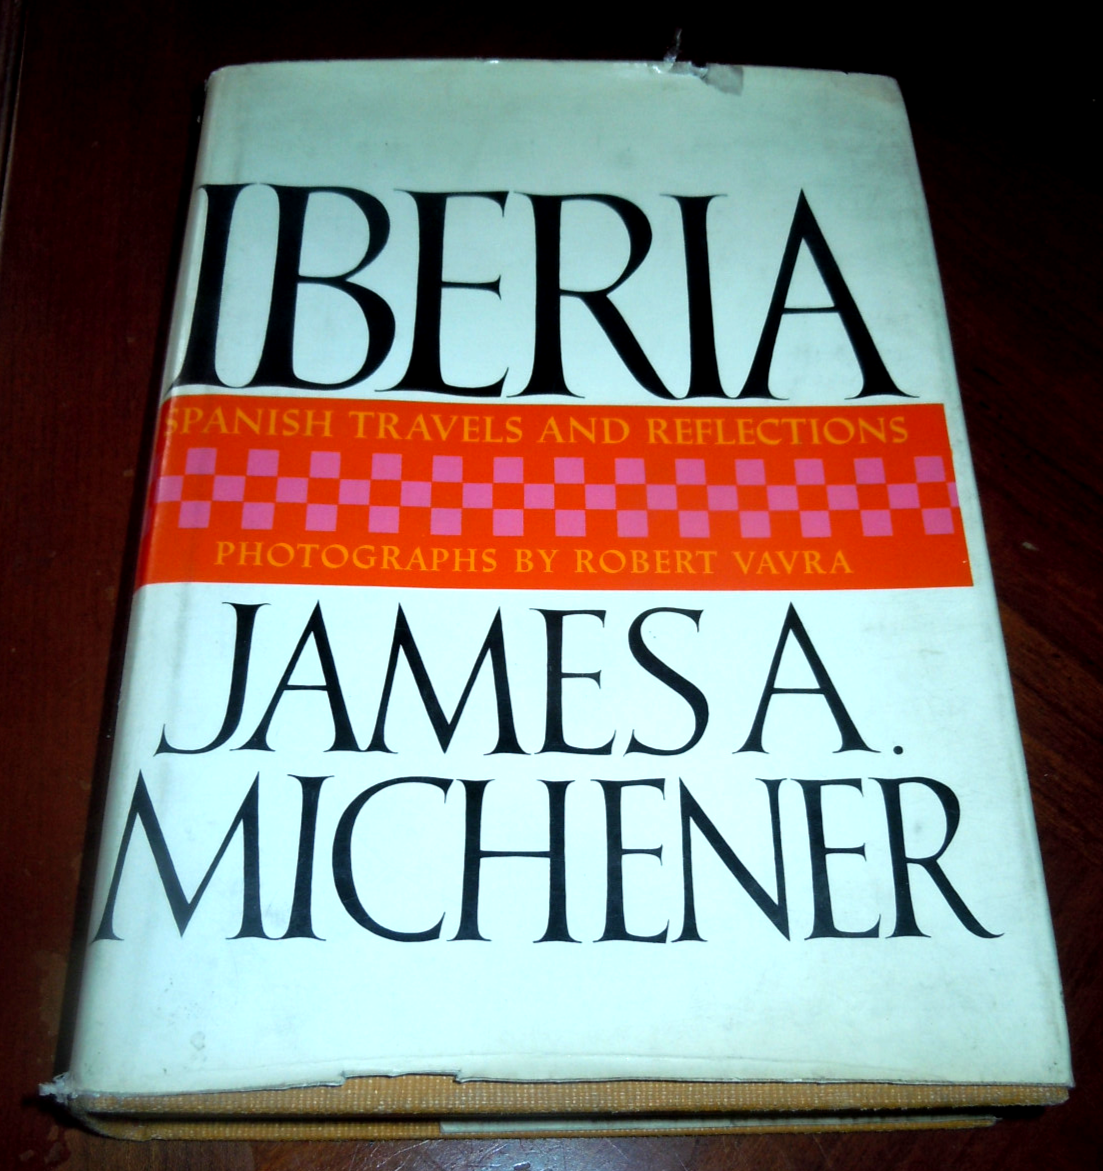 IBERIA
SPANISH TRAVELS AND REFLECTIONS
PHOTOGRAPHS BY ROBERT VAVRA
JAMES A.
MICHENER